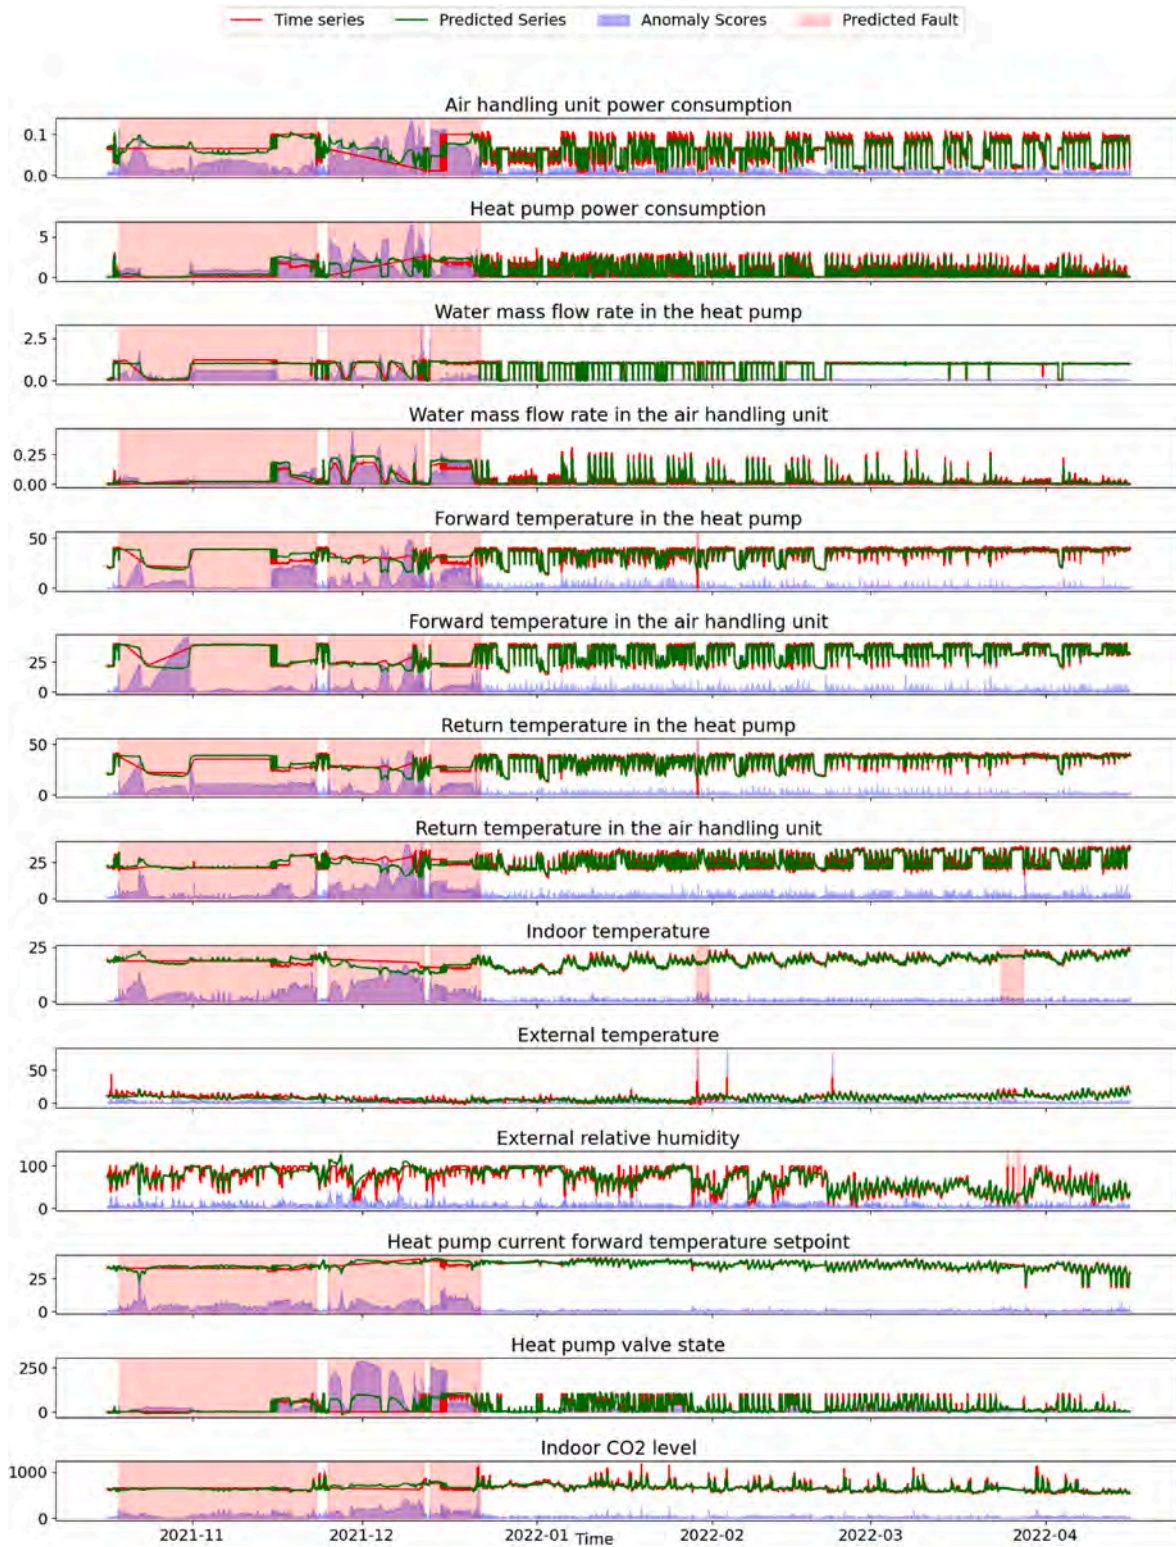 Time series Predicted Series Anomaly Scores Predicted Fault
Air handling unit power consumption
0.1
0.0
Heat pump power consumption
5
0
Water mass flow rate in the heat pump
2.5
0.0
Water mass flow rate in the air handling unit
0.25
0.00
Forward temperature in the heat pump
50
0
Forward temperature in the air handling unit
25
0
Return temperature in the heat pump
50
0
Return temperature in the air handling unit
25
0
Indoor temperature
25
0
External temperature
50
0
External relative humidity
100
0
Heat pump current forward temperature setpoint
25
0
Heat pump valve state
250
0
Indoor CO2 level
1000
0
2021-11 2021-12 2022-01 2022-02 2022-03 2022-04
Time